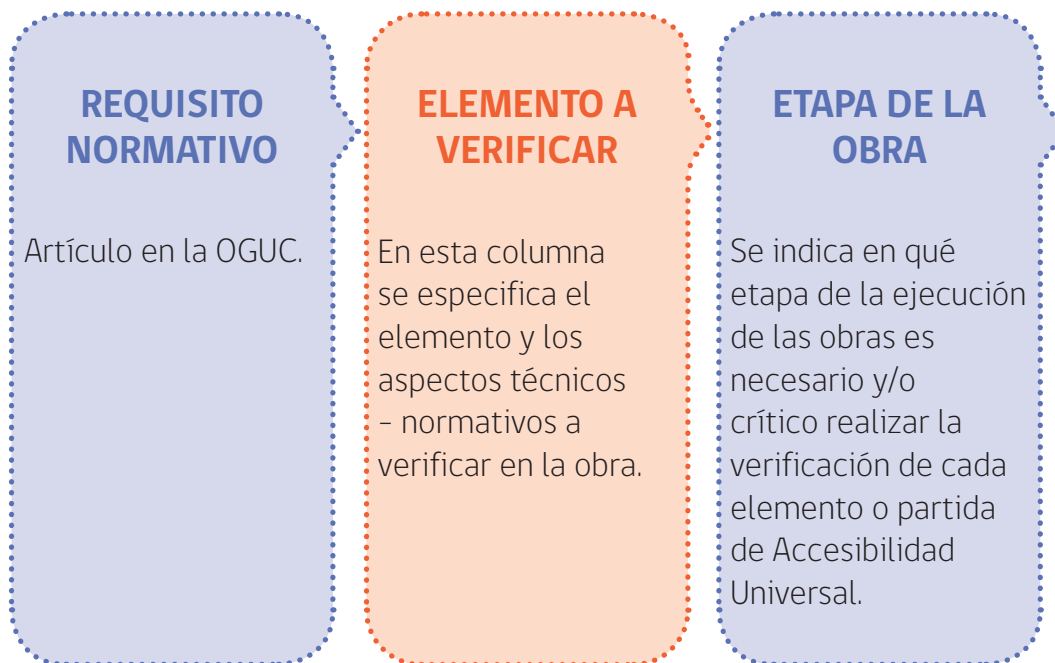 REQUISITO
NORMATIVO
Artículo en la OGUC.
ELEMENTO A
VERIFICAR
En esta columna
se especifica el
elemento y los
aspectos técnicos
– normativos a
verificar en la obra.
ETAPA DE LA
OBRA
Se indica en qué
etapa de la ejecución
de las obras es
necesario y/o
crítico realizar la
verificación de cada
elemento o partida
de Accesibilidad
Universal.